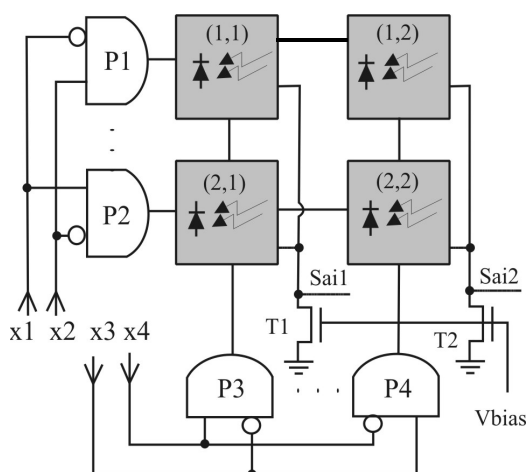 (1,1)
(1,2)
P1
(2,1)
(2,2)
P2
Sai1
Sai2
x1 x2 x3 x4
T1
T2
P3
P4
Vbias